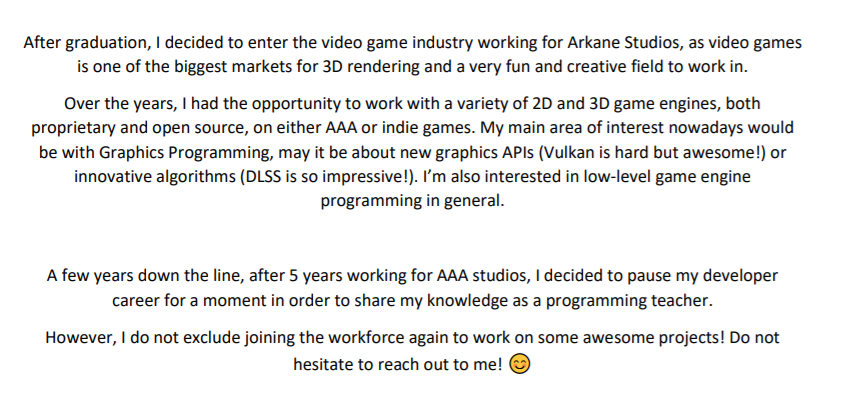 After graduation, I decided to enter the video game industry working for Arkane Studios, as video games
is one of the biggest markets for 3D rendering and a very fun and creative field to work in.
Over the years, I had the opportunity to work with a variety of 2D and 3D game engines, both
proprietary and open source, on either AAA or indie games. My main area of interest nowadays would
be with Graphics Programming, may it be about new graphics APIs (Vulkan is hard but awesome!) or
innovative algorithms (DLSS is so impressive!). I’m also interested in low-level game engine
programming in general.
A few years down the line, after 5 years working for AAA studios, I decided to pause my developer
career for a moment in order to share my knowledge as a programming teacher.
However, I do not exclude joining the workforce again to work on some awesome projects! Do not
hesitate to reach out to me! 😊